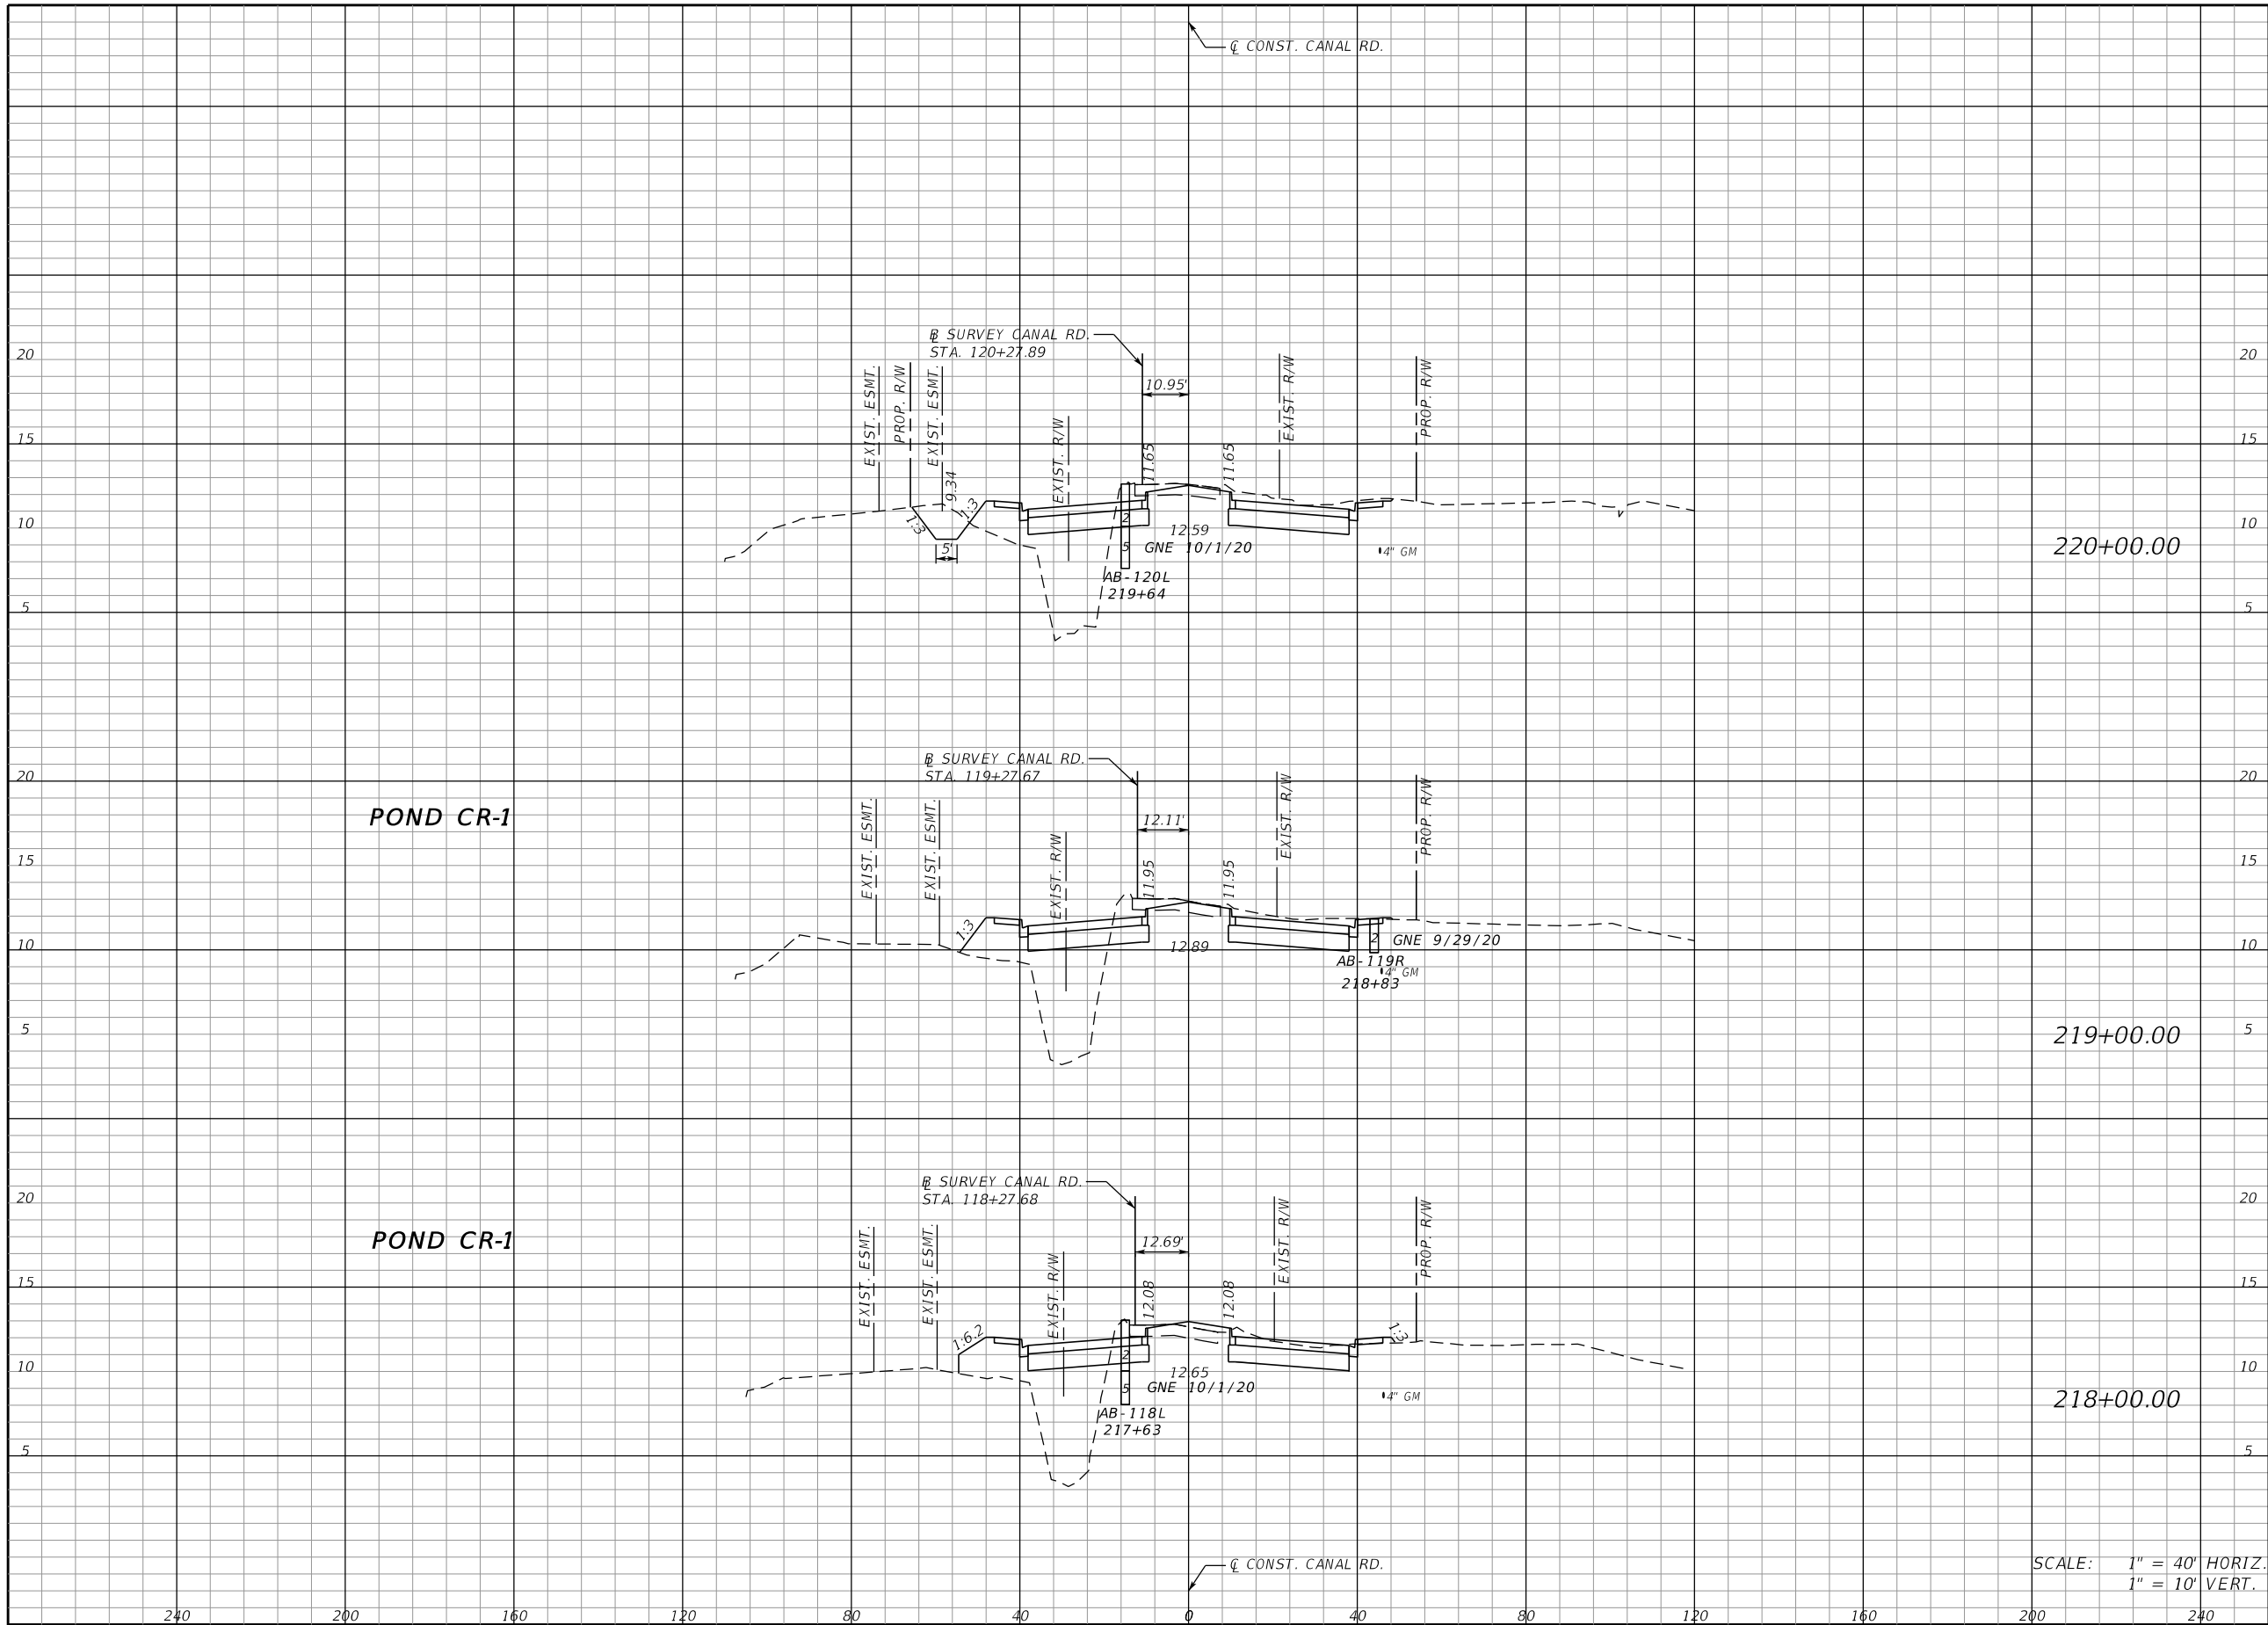 ℄ CONST. CANAL RD.
℄ SURVEY CANAL RD.
STA. 120+27.89
20
20
10.95'
EXIST. ESMT.
PROP. R/W
EXIST. ESMT.
EXIST. R/W
EXIST. R/W
PROP. R/W
15
15
11.65
11.65
9.34
1:3
1:3
5'
10
10
2
5
12.59
GNE 10/1/20
4" GM
220+00.00
AB-120L
219+64
5
5
℄ SURVEY CANAL RD.
STA. 119+27.67
20
20
POND CR-1
12.11'
EXIST. ESMT.
EXIST. ESMT.
EXIST. R/W
EXIST. R/W
PROP. R/W
15
15
11.95
11.95
1:3
10
10
12.89
2
GNE 9/29/20
AB-119R
4" GM
218+83
5
5
219+00.00
℄ SURVEY CANAL RD.
STA. 118+27.68
20
20
POND CR-1
12.69'
EXIST. ESMT.
EXIST. ESMT.
EXIST. R/W
EXIST. R/W
PROP. R/W
15
15
12.08
12.08
1:6.2
1:3
10
10
2
5
12.65
GNE 10/1/20
4" GM
218+00.00
AB-118L
217+63
5
5
℄ CONST. CANAL RD.
SCALE: 1" = 40' HORIZ.
1" = 10' VERT.
240 200 160 120 80 40 0 40 80 120 160 200 240